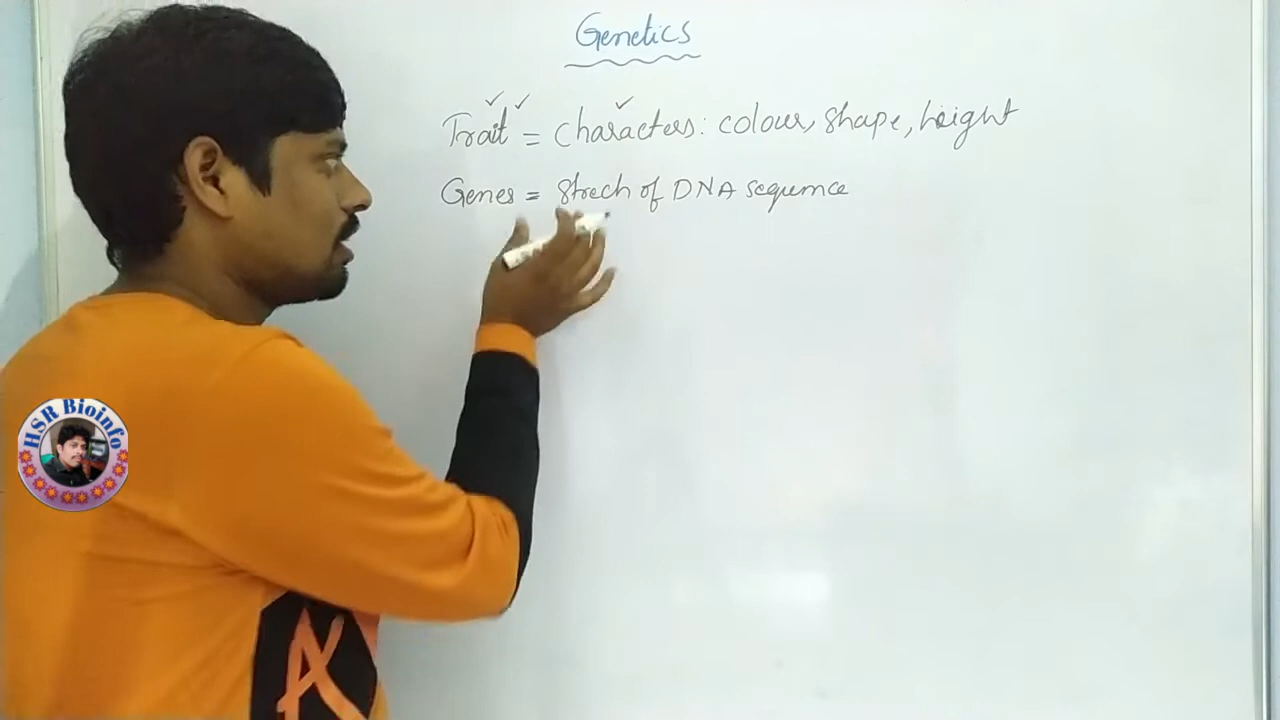 Genetics
Trait = characters: colour, shape, height
Genes = Strech of DNA sequence
HSR Bioinfo